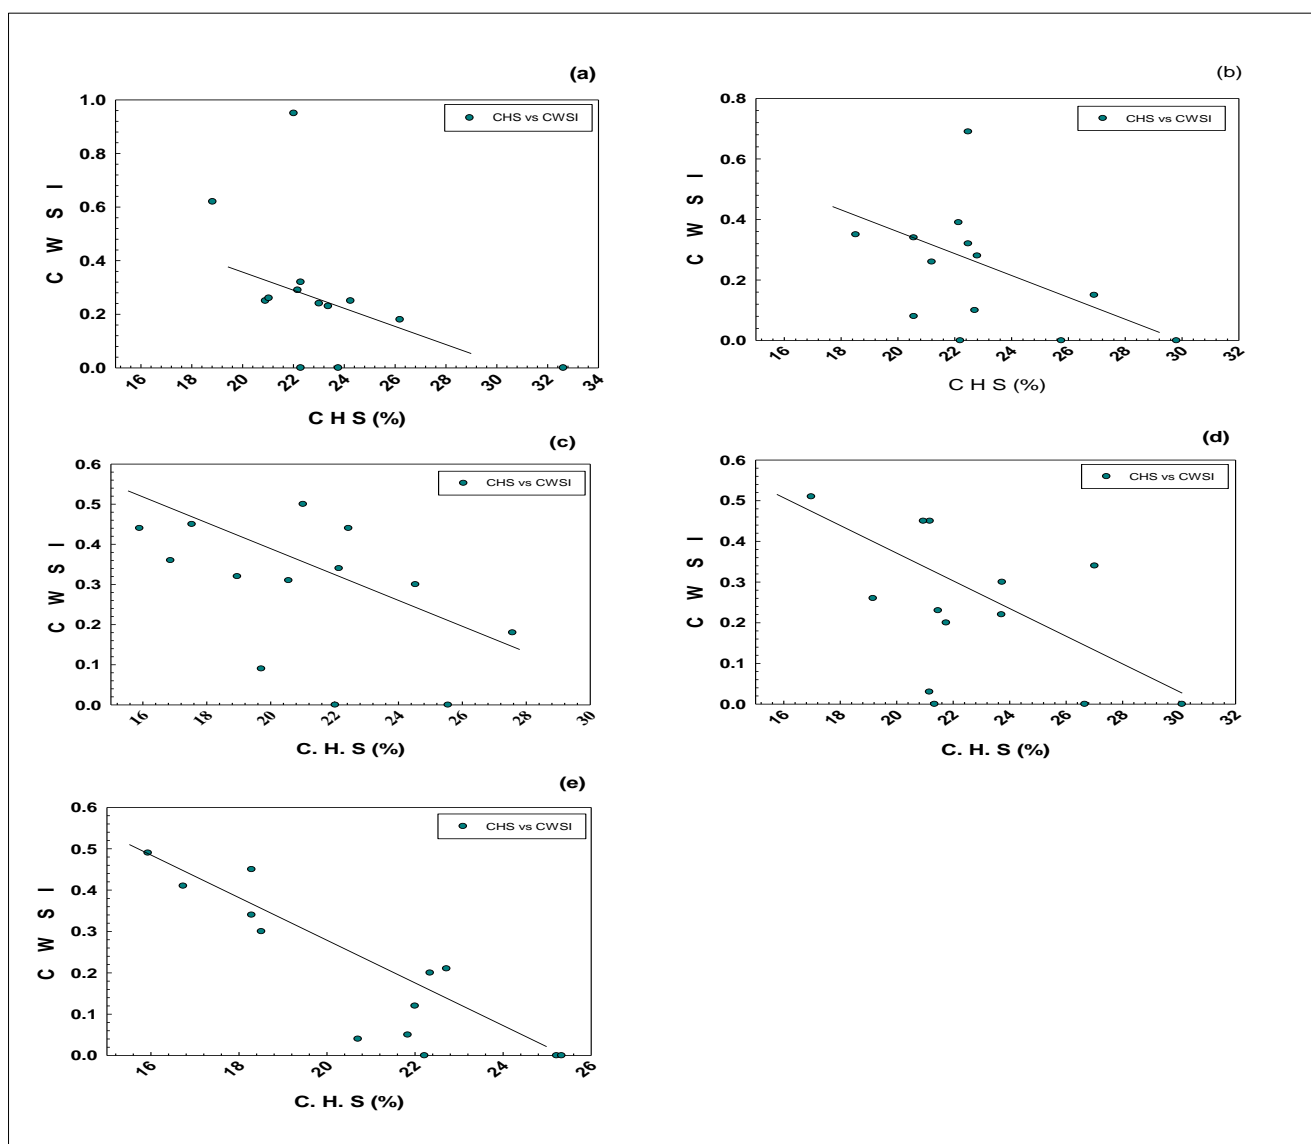 (a)
CHS vs CWSI
1.0
0.8
0.6
0.4
0.2
0.0
C W S I
16 20 22 24 26 28 30 32 34
C H S (%)
(b)
CHS vs CWSI
0.8
0.6
0.4
0.2
0.0
C W S I
16 18 20 22 24 26 28 30 32
C H S (%)
(c)
CHS vs CWSI
0.6
0.5
0.4
0.3
0.2
0.1
0.0
C W S I
16 18 20 22 24 26 28 30
C. H. S (%)
(d)
CHS vs CWSI
0.6
0.5
0.4
0.3
0.2
0.1
0.0
C W S I
16 18 20 22 24 26 28 30 32
C. H. S (%)
(e)
CHS vs CWSI
0.6
0.5
0.4
0.3
0.2
0.1
0.0
C W S I
16 18 20 22 24 26
C. H. S (%)